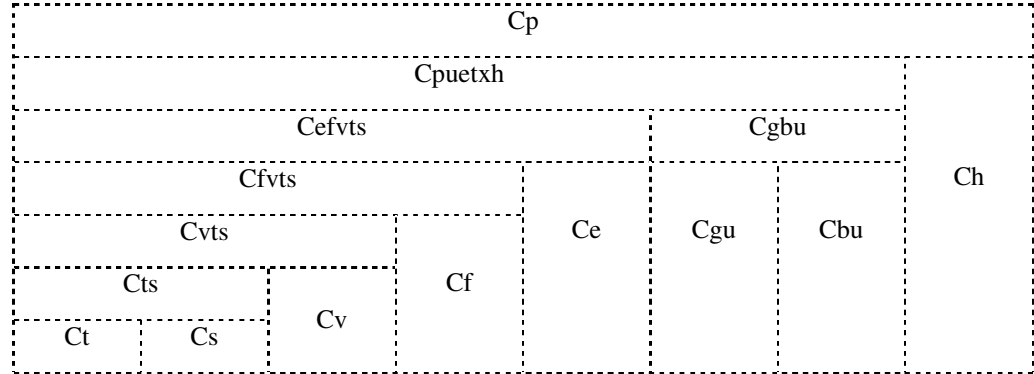 Cp
Cpuetxh
Cefvts Cgbu
Cfvts Ch
Cvts Ce Cgu Cbu
Cts Cf
Ct Cs Cv